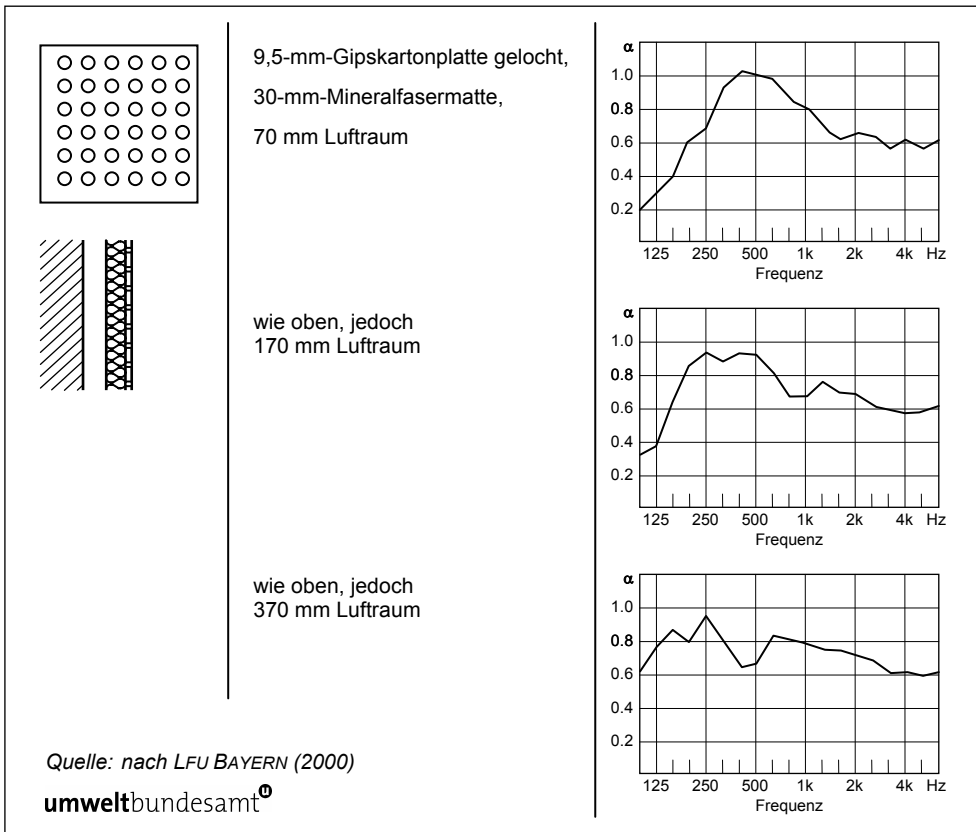 9,5-mm-Gipskartonplatte gelocht,
30-mm-Mineralfasermatte,
70 mm Luftraum
α
1.0
0.8
0.6
0.4
0.2
125 250 500 1k 2k 4k Hz
Frequenz
wie oben, jedoch
170 mm Luftraum
α
1.0
0.8
0.6
0.4
0.2
125 250 500 1k 2k 4k Hz
Frequenz
wie oben, jedoch
370 mm Luftraum
α
1.0
0.8
0.6
0.4
0.2
125 250 500 1k 2k 4k Hz
Frequenz
Quelle: nach LFU BAYERN (2000)
umweltbundesamt